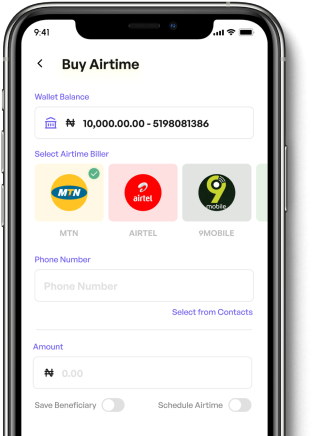 9:41
Buy Airtime
Wallet Balance
₦ 10,000.00.00 - 5198081386
Select Airtime Biller
MTN
airtel
9
mobile
MTN AIRTEL 9MOBILE
Phone Number
Phone Number
Select from Contacts
Amount
₦ 0.00
Save Beneficiary Schedule Airtime